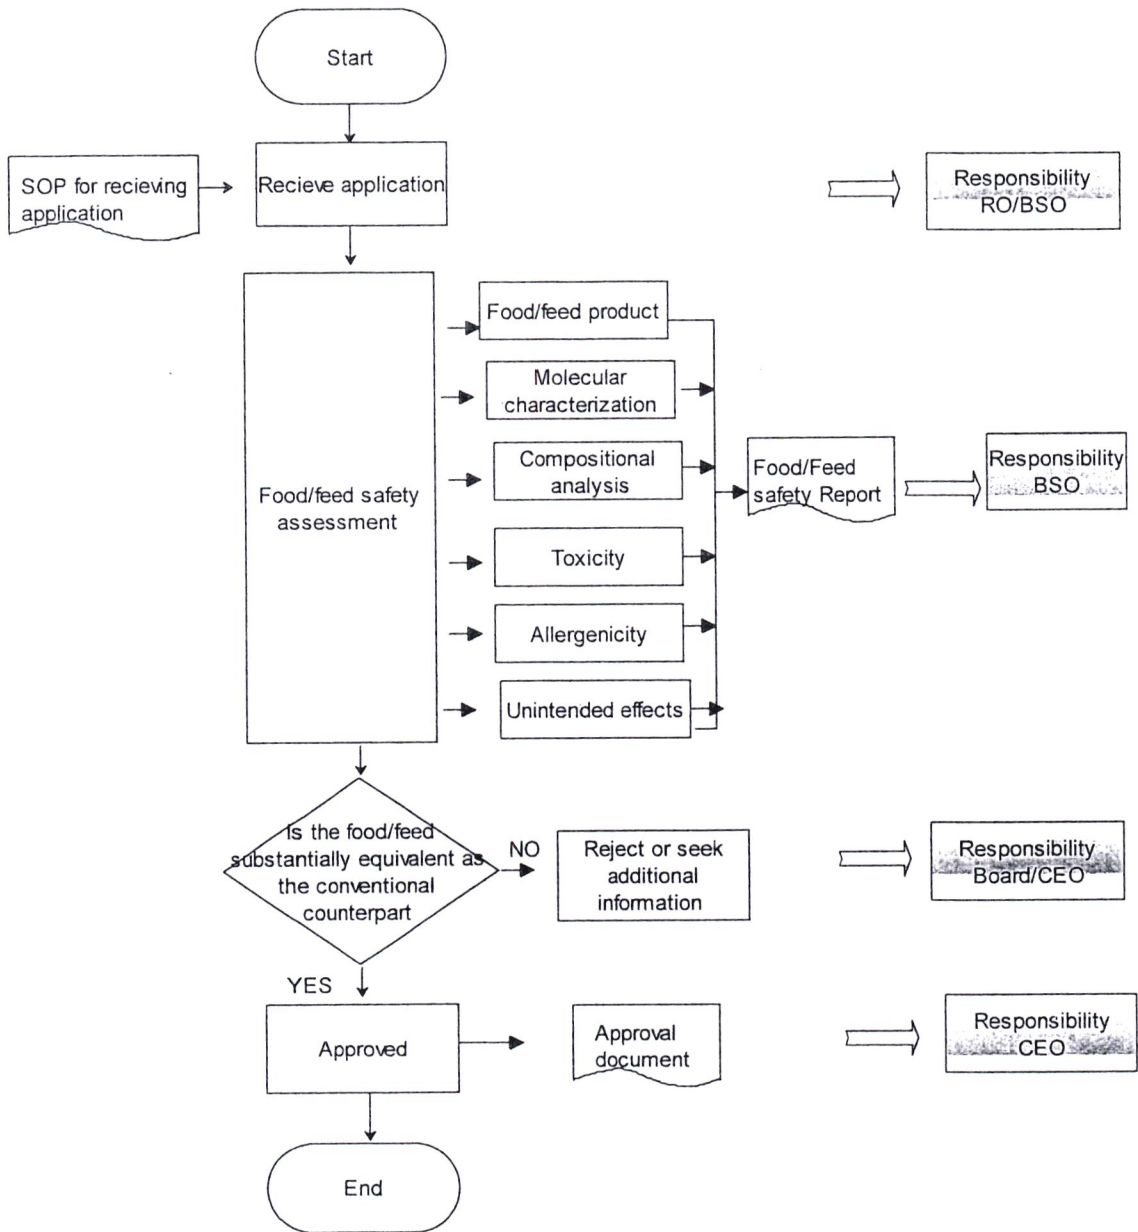 Start
SOP for recieving
application
Recieve application
Responsibility
RO/BSO
Food/feed safety
assessment
Food/feed product
Molecular
characterization
Compositional
analysis
Toxicity
Allergenicity
Unintended effects
Food/Feed
safety Report
Responsibility
BSO
Is the food/feed
substantially equivalent as
the conventional
counterpart
NO
Reject or seek
additional
information
Responsibility
Board/CEO
YES
Approved
Approval
document
Responsibility
CEO
End